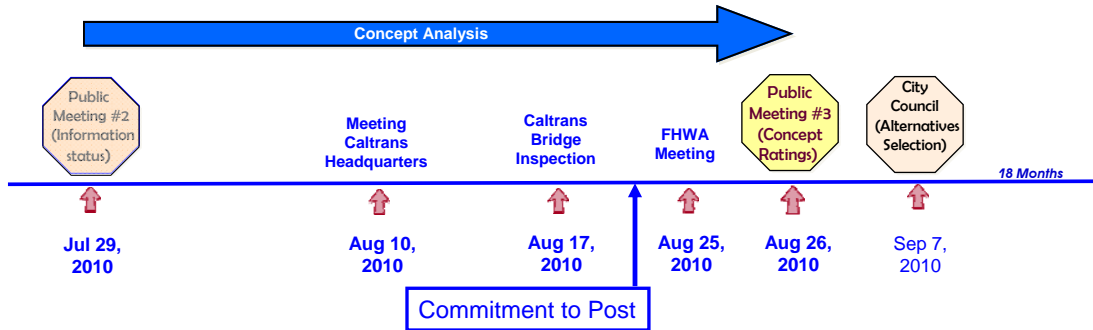 Concept Analysis
Public
Meeting #2
(Information
status)
Meeting
Caltrans
Headquarters
Caltrans
Bridge
Inspection
FHWA
Meeting
Public
Meeting #3
(Concept
Ratings)
City
Council
(Alternatives
Selection)
18 Months
Jul 29,
2010
Aug 10,
2010
Aug 17,
2010
Aug 25,
2010
Aug 26,
2010
Sep 7,
2010
Commitment to Post